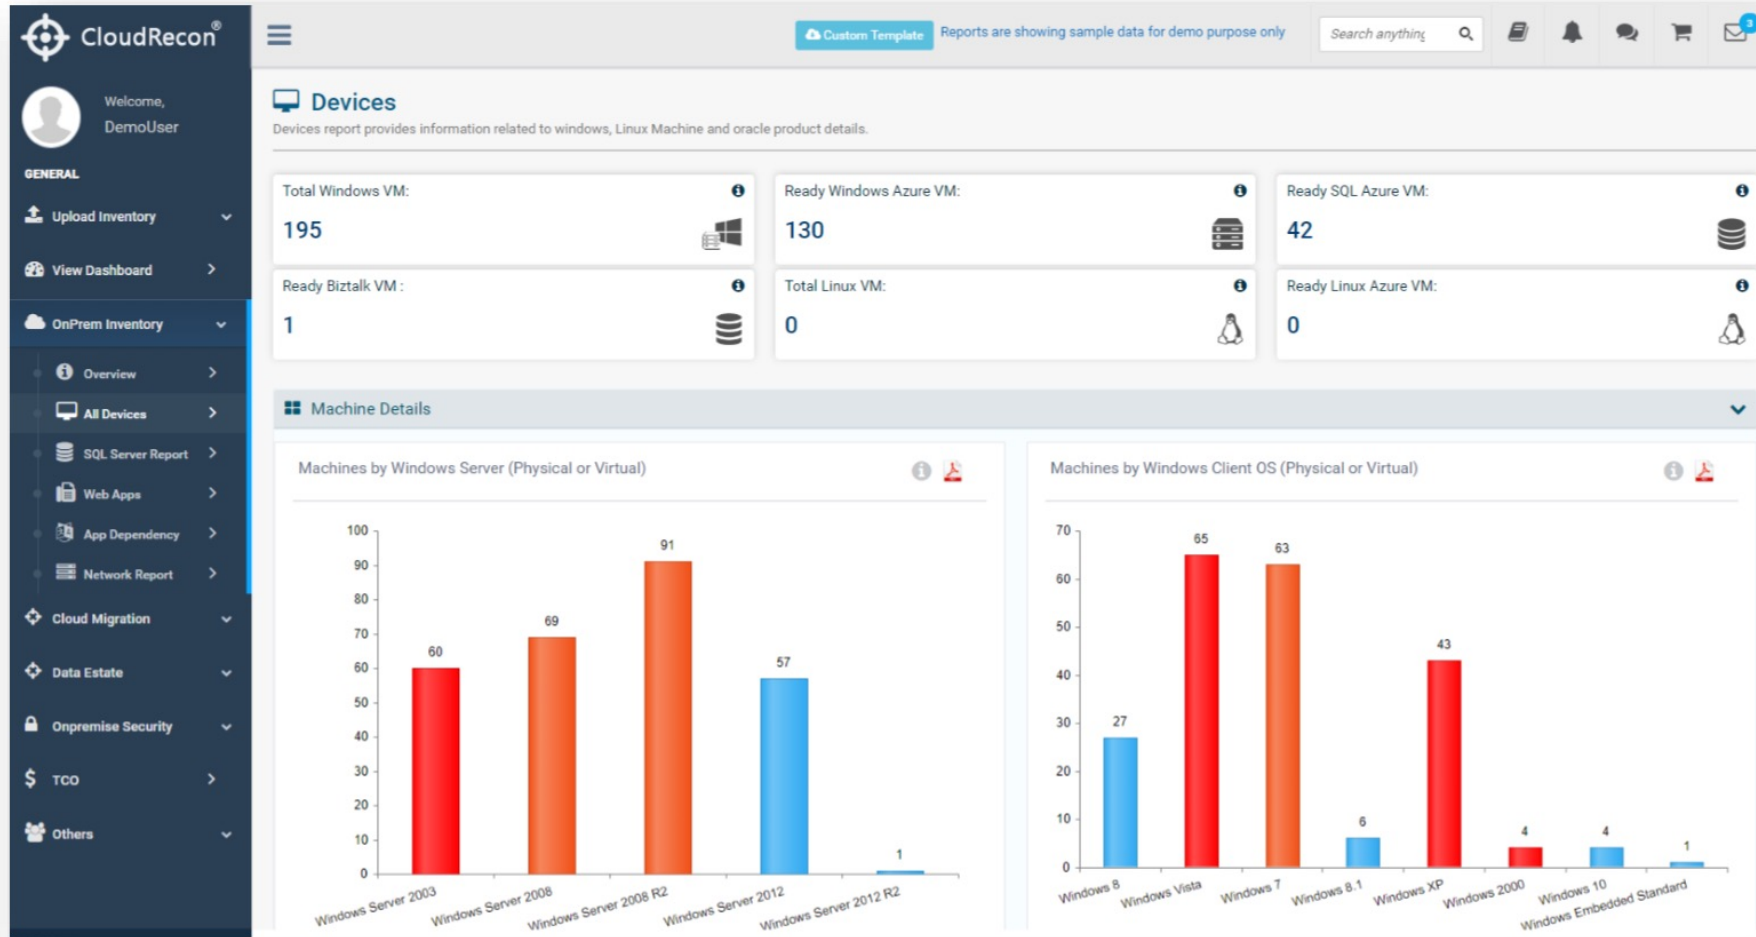 CloudRecon®
Custom Template
Reports are showing sample data for demo purpose only
Search anything
3
Welcome,
DemoUser
GENERAL
Upload Inventory
View Dashboard
OnPrem Inventory
Overview
All Devices
SQL Server Report
Web Apps
App Dependency
Network Report
Cloud Migration
Data Estate
Onpremise Security
$ TCO
Others
Devices
Devices report provides information related to windows, Linux Machine and oracle product details.
Total Windows VM:
195
Ready Windows Azure VM:
130
Ready SQL Azure VM:
42
Ready Biztalk VM :
1
Total Linux VM:
0
Ready Linux Azure VM:
0
Machine Details
Machines by Windows Server (Physical or Virtual)
100
90
80
70
60
50
40
30
20
10
0
60
69
91
57
1
Windows Server 2003
Windows Server 2008
Windows Server 2008 R2
Windows Server 2012
Windows Server 2012 R2
Machines by Windows Client OS (Physical or Virtual)
70
60
50
40
30
20
10
0
27
65
63
6
43
4
4
1
Windows 8
Windows Vista
Windows 7
Windows 8.1
Windows XP
Windows 2000
Windows 10
Windows Embedded Standard